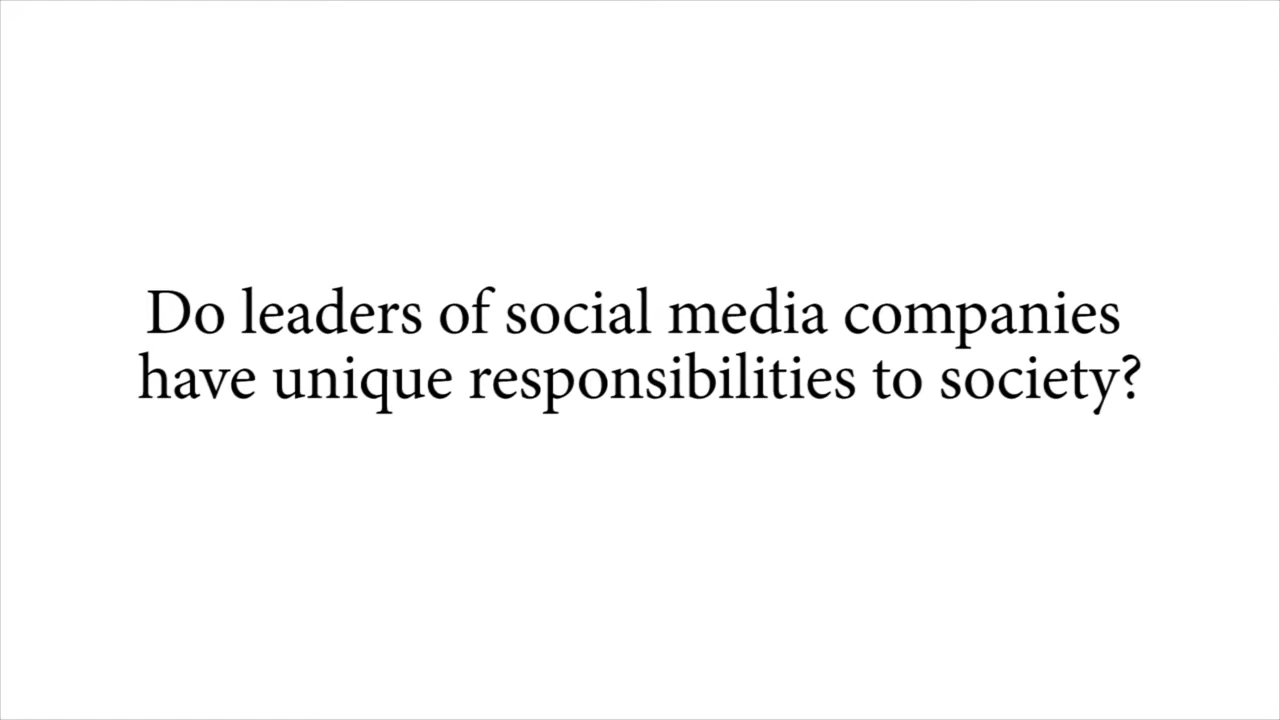 Do leaders of social media companies
have unique responsibilities to society?